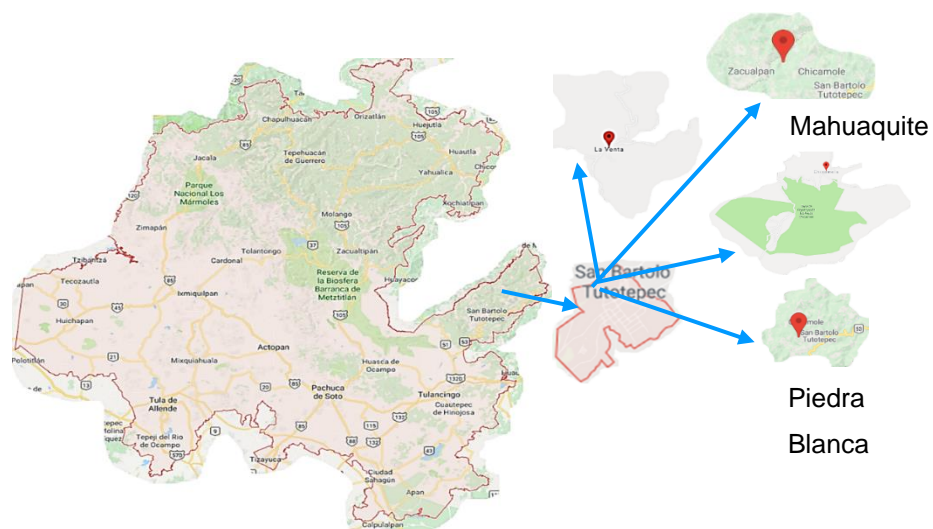 Orizatlán
Chapulhuacán
Huejutla
Tepehuacán
de Guerrero
Huautla
Jacala
Yahualica
Parque
Nacional Los
Mármoles
Xochiatipan
Molango
Zimapán
Tolantongo
Zacualtipán
Tzibantzá
Cardonal
Huayacoc
Tecozautla
Reserva de
la Biosfera
Barranca de
Metztitlán
Ixmiquilpan
Huichapan
San Bartolo
Tutotepec
Actopan
Polotitlán
Mixquiahuala
Huasca de
Ocampo
Pachuca
de Soto
Tulancingo
Tula de
Allende
Cuautepec
de Hinojosa
Tepeji del Río
de Ocampo
Tizayuca
Ciudad
Sahagún
Apan
Calpulalpan
La Venta
San Bartolo
Tutotepec
Zacualpan
Chicamole
San Bartolo
Tutotepec
Mahuaquite
San Bartolo
Tutotepec
Piedra
Blanca